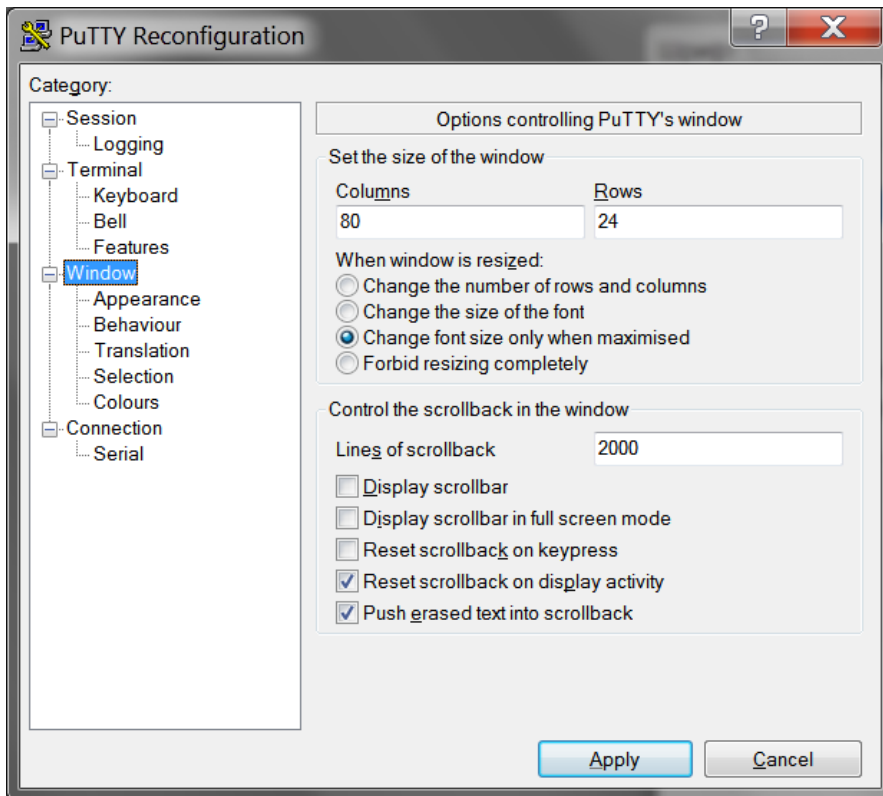 PuTTY Reconfiguration
Category:
Session
Logging
Terminal
Keyboard
Bell
Features
Window
Appearance
Behaviour
Translation
Selection
Colours
Connection
Serial
Options controlling PuTTY's window
Set the size of the window
Columns Rows
80 24
When window is resized:
Change the number of rows and columns
Change the size of the font
Change font size only when maximised
Forbid resizing completely
Control the scrollback in the window
Lines of scrollback 2000
Display scrollbar
Display scrollbar in full screen mode
Reset scrollback on keypress
Reset scrollback on display activity
Push erased text into scrollback
Apply Cancel